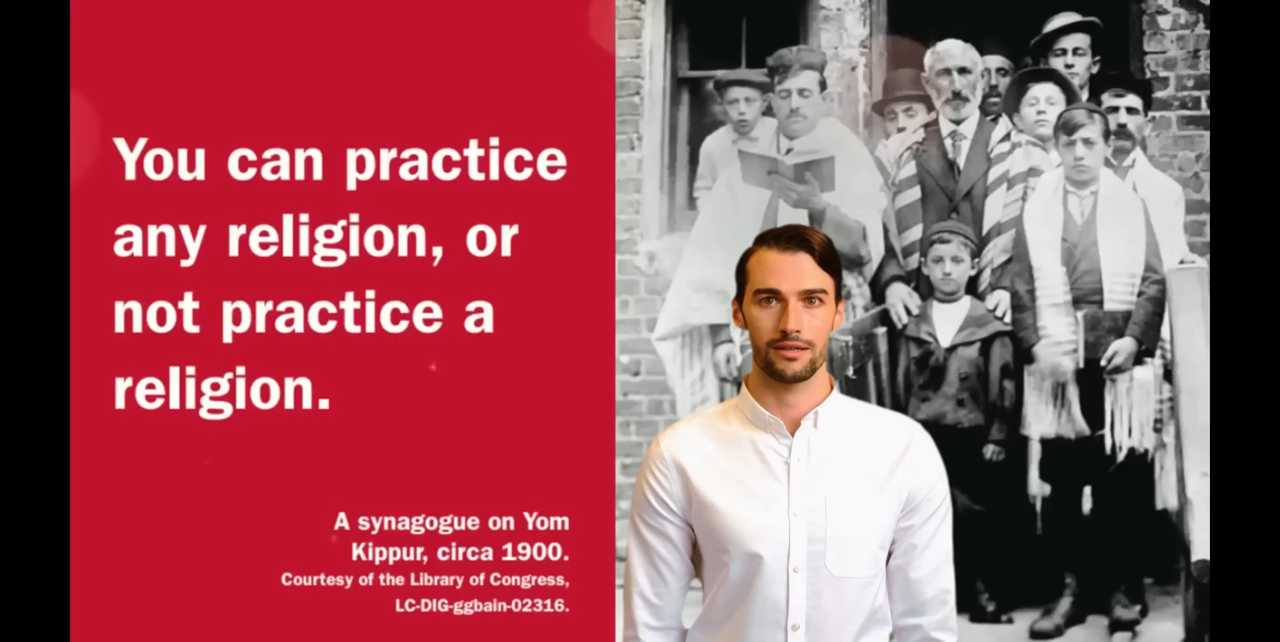 You can practice
any religion, or
not practice a
religion.
A synagogue on Yom
Kippur, circa 1900.
Courtesy of the Library of Congress,
LC-DIG-ggbain-02316.